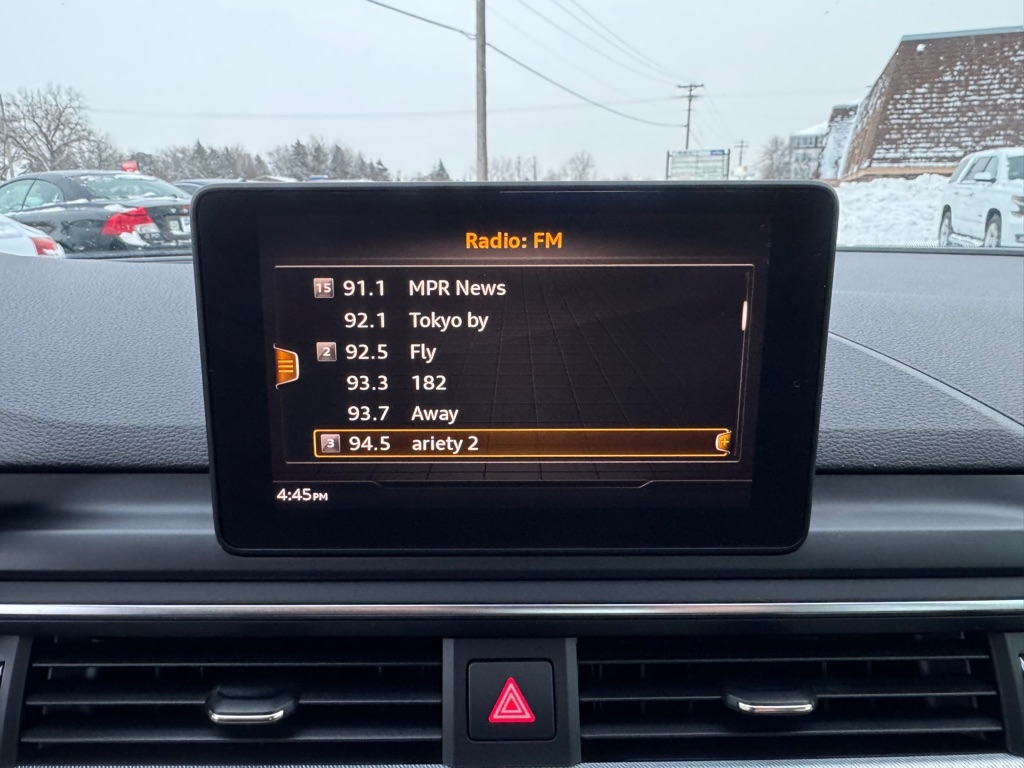 Radio: FM
15 91.1 MPR News
92.1 Tokyo by
2 92.5 Fly
93.3 182
93.7 Away
3 94.5 ariety 2
4:45PM